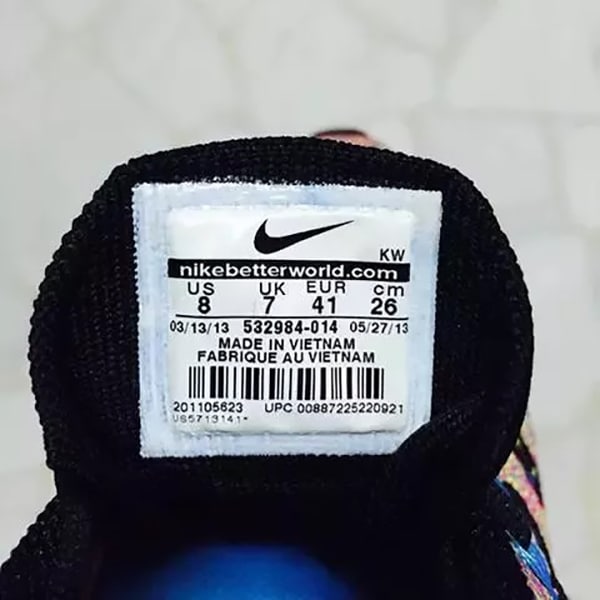 KW
nikebetterworld.com
US UK EUR cm
8 7 41 26
03/13/13 532984-014 05/27/13
MADE IN VIETNAM
FABRIQUE AU VIETNAM
201105623 UPC 00887225220921
US5713141*